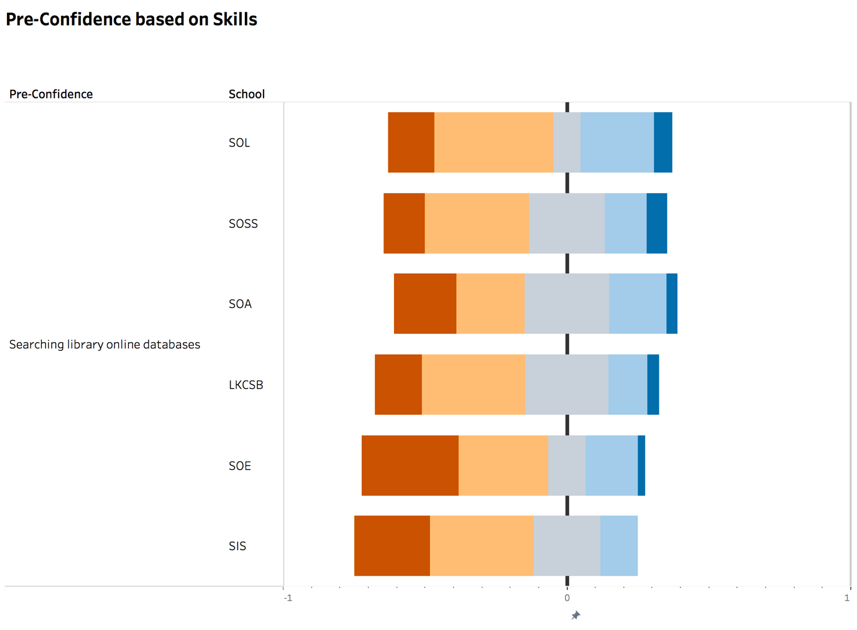 Pre-Confidence based on Skills
Pre-Confidence School
SOL
SOSS
SOA
Searching library online databases
LKCSB
SOE
SIS
-1 0 1